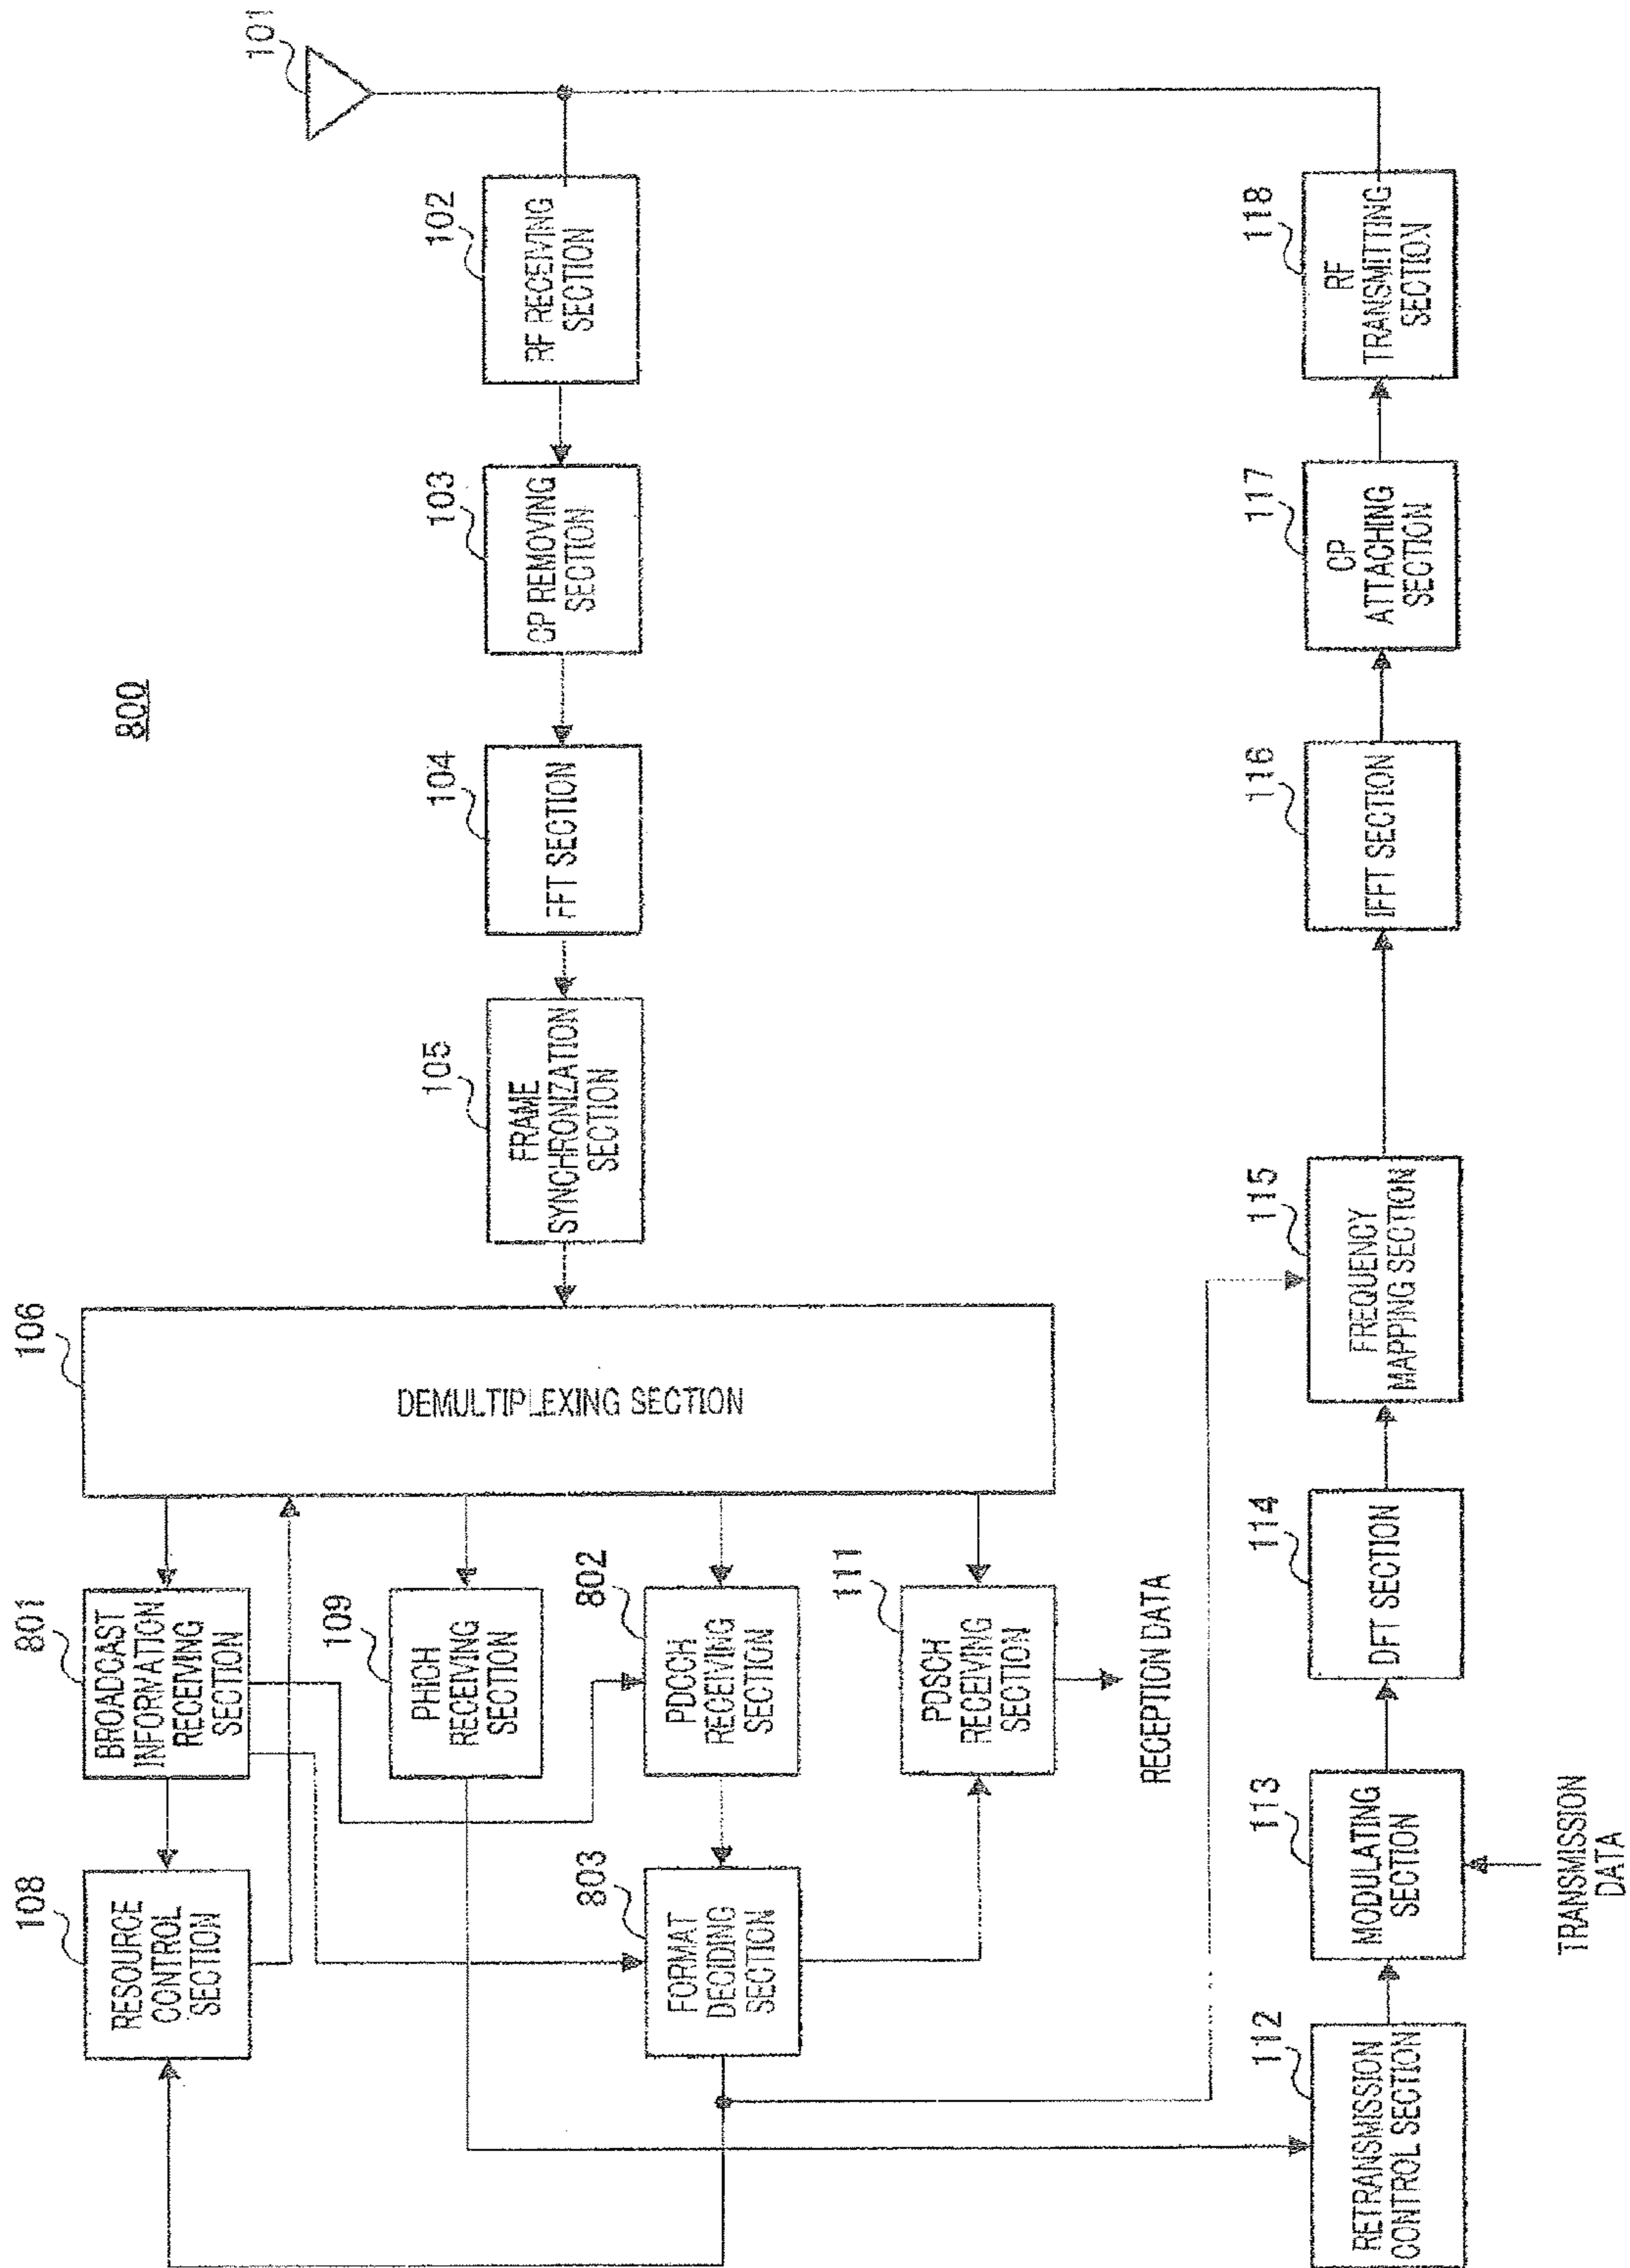 800
101
102
RF RECEIVING
SECTION
103
CP REMOVING
SECTION
104
FFT SECTION
105
FRAME
SYNCHRONIZATION
SECTION
106
DEMULTIPLEXING SECTION
801
BROADCAST
INFORMATION
RECEIVING
SECTION
108
RESOURCE
CONTROL
SECTION
109
PHICH
RECEIVING
SECTION
802
PDCCH
RECEIVING
SECTION
803
FORMAT
DECIDING
SECTION
111
PDSCH
RECEIVING
SECTION
RECEPTION DATA
112
RETRANSMISSION
CONTROL SECTION
113
MODULATING
SECTION
TRANSMISSION
DATA
114
DFT SECTION
115
FREQUENCY
MAPPING SECTION
116
IFFT SECTION
117
CP
ATTACHING
SECTION
118
RF
TRANSMITTING
SECTION